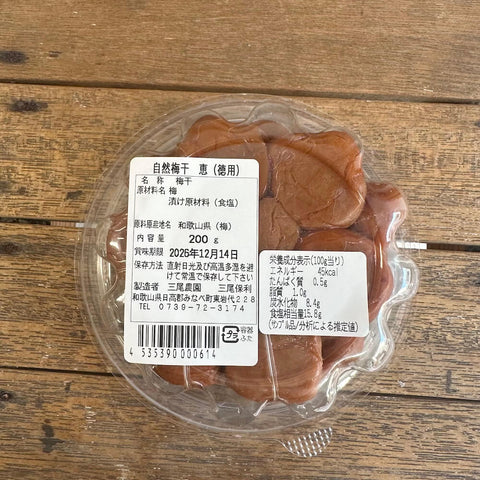 自然梅干 恵（徳用）
名 称 梅干
原材料名 梅
漬け原材料（食塩）
原料原産地名 和歌山県（梅）
内容量 200g
賞味期限 2026年12月14日
保存方法 直射日光及び高温多湿を避
けて常温で保存して下さい
製造者 三尾農園 三尾保利
和歌山県日高郡みなべ町東岩代228
TEL 0739-72-3174
プラ
容器
ふた
4 535390 000614
栄養成分表示(100g当り)
エネルギー 45kcal
たんぱく質 0.5g
脂質 1.0g
炭水化物 8.4g
食塩相当量15.8g
(サンプル品/分析による推定値)